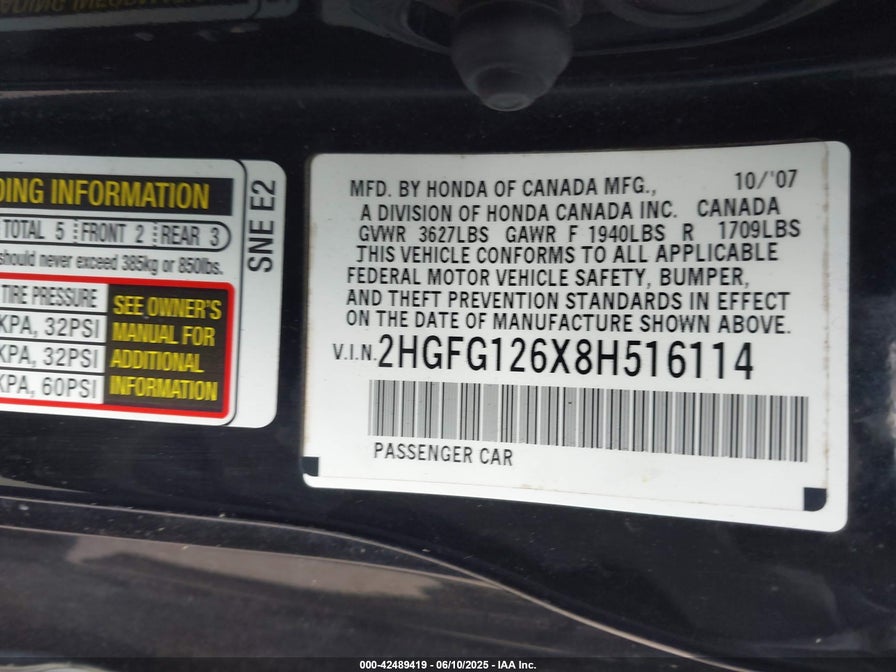 DING INFORMATION
TOTAL 5 FRONT 2 REAR 3
should never exceed 385kg or 850lbs.
TIRE PRESSURE
KPA, 32PSI
KPA, 32PSI
KPA, 60PSI
SEE OWNER'S
MANUAL FOR
ADDITIONAL
INFORMATION
SNE E2
MFD. BY HONDA OF CANADA MFG., 10/'07
A DIVISION OF HONDA CANADA INC. CANADA
GVWR 3627LBS GAWR F 1940LBS R 1709LBS
THIS VEHICLE CONFORMS TO ALL APPLICABLE
FEDERAL MOTOR VEHICLE SAFETY, BUMPER,
AND THEFT PREVENTION STANDARDS IN EFFECT
ON THE DATE OF MANUFACTURE SHOWN ABOVE.
V.I.N. 2HGFG126X8H516114
PASSENGER CAR
000-42489419 - 06/10/2025 - IAA Inc.